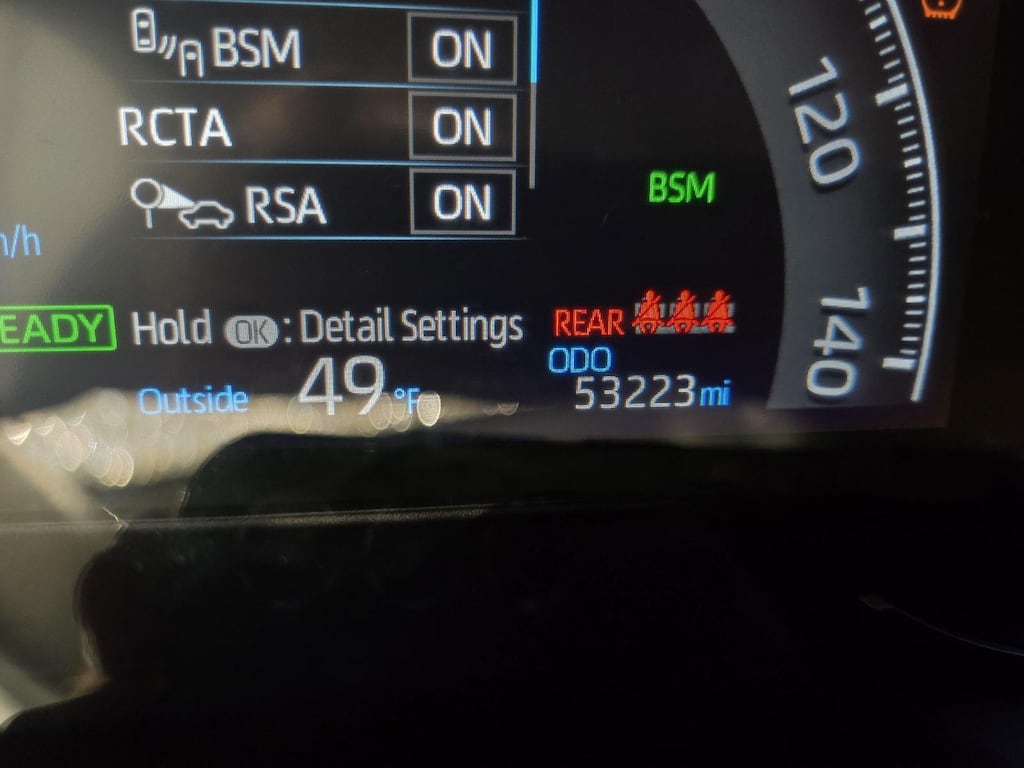 BSM ON
RCTA ON
RSA ON
120
BSM
140
Hold OK : Detail Settings
REAR
ODO
53223 mi
Outside 49 °F